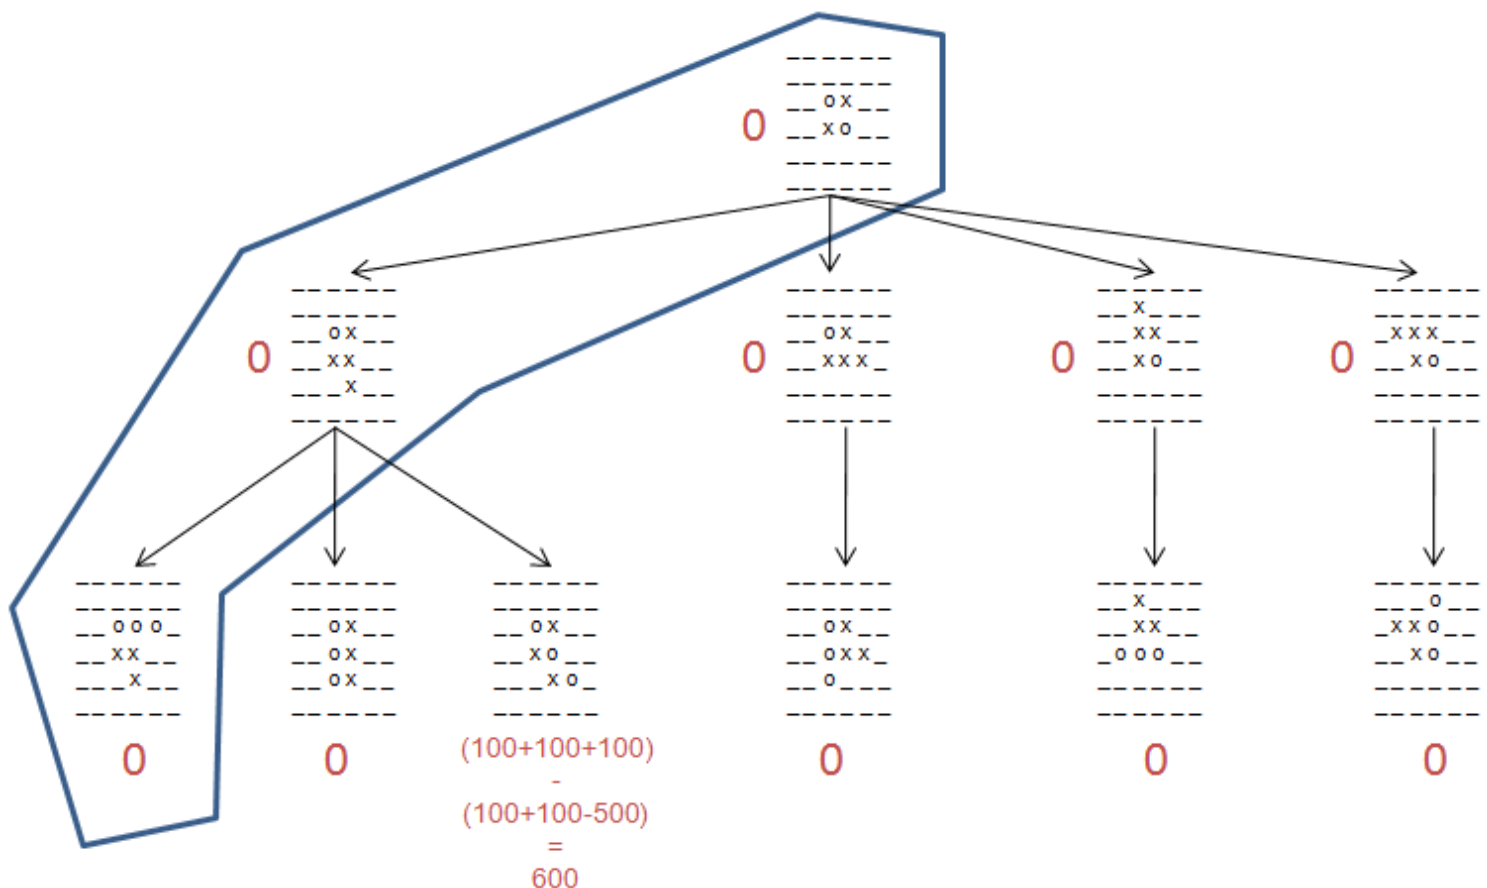 _ _ _ _ _ _
_ _ _ _ _ _
_ _ o x _ _
_ _ x o _ _
_ _ _ _ _ _
_ _ _ _ _ _
0
_ _ _ _ _ _
_ _ _ _ _ _
_ _ o x _ _
_ _ x x _ _
_ _ _ x _ _
_ _ _ _ _ _
0
_ _ _ _ _ _
_ _ _ _ _ _
_ _ o x _ _
_ _ x x x _
_ _ _ _ _ _
_ _ _ _ _ _
0
_ _ _ _ _ _
_ _ x _ _ _
_ _ x x _ _
_ _ x o _ _
_ _ _ _ _ _
_ _ _ _ _ _
0
_ _ _ _ _ _
_ _ _ _ _ _
_ x x x _ _
_ _ x o _ _
_ _ _ _ _ _
_ _ _ _ _ _
0
_ _ _ _ _ _
_ _ _ _ _ _
_ _ o o o _
_ _ x x _ _
_ _ _ x _ _
_ _ _ _ _ _
0
_ _ _ _ _ _
_ _ _ _ _ _
_ _ o x _ _
_ _ o x _ _
_ _ o x _ _
_ _ _ _ _ _
0
_ _ _ _ _ _
_ _ _ _ _ _
_ _ o x _ _
_ _ x o _ _
_ _ _ x o _
_ _ _ _ _ _
(100+100+100)
-
(100+100-500)
=
600
_ _ _ _ _ _
_ _ _ _ _ _
_ _ o x _ _
_ _ o x x _
_ _ o _ _ _
_ _ _ _ _ _
0
_ _ _ _ _ _
_ _ x _ _ _
_ _ x x _ _
_ o o o _ _
_ _ _ _ _ _
_ _ _ _ _ _
0
_ _ _ _ _ _
_ _ _ o _ _
_ x x o _ _
_ _ x o _ _
_ _ _ _ _ _
_ _ _ _ _ _
0